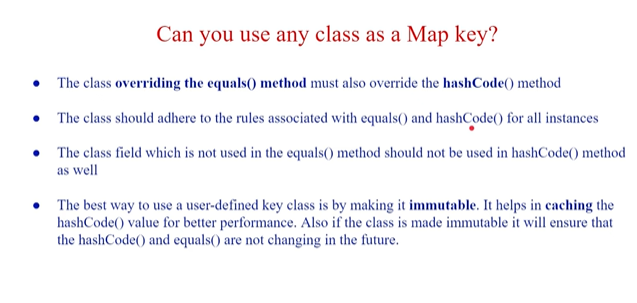 Can you use any class as a Map key?
● The class overriding the equals() method must also override the hashCode() method
● The class should adhere to the rules associated with equals() and hashCode() for all instances
● The class field which is not used in the equals() method should not be used in hashCode() method
as well
● The best way to use a user-defined key class is by making it immutable. It helps in caching the
hashCode() value for better performance. Also if the class is made immutable it will ensure that
the hashCode() and equals() are not changing in the future.